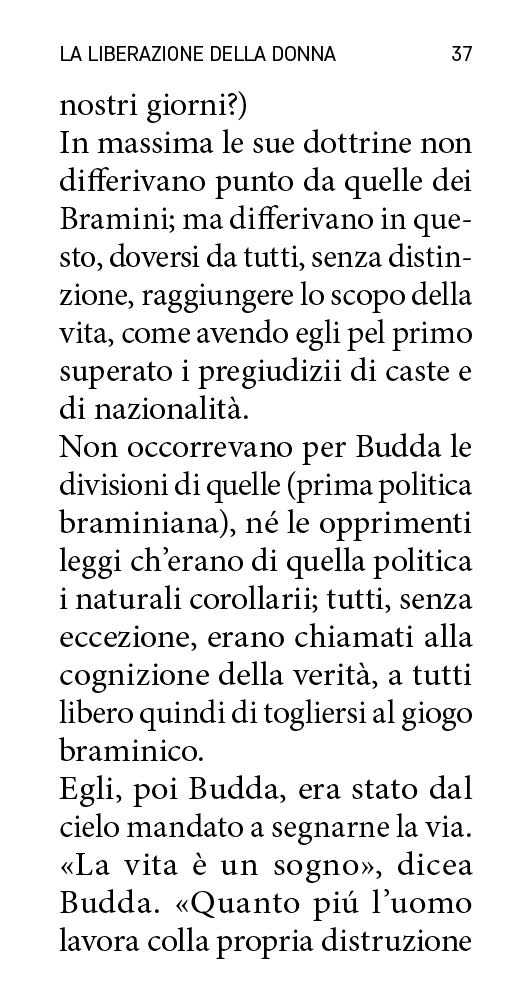 LA LIBERAZIONE DELLA DONNA 37
nostri giorni?)
In massima le sue dottrine non
differivano punto da quelle dei
Bramini; ma differivano in que-
sto, doversi da tutti, senza distin-
zione, raggiungere lo scopo della
vita, come avendo egli pel primo
superato i pregiudizii di caste e
di nazionalità.
Non occorrevano per Budda le
divisioni di quelle (prima politica
braminiana), né le opprimenti
leggi ch’erano di quella politica
i naturali corollarii; tutti, senza
eccezione, erano chiamati alla
cognizione della verità, a tutti
libero quindi di togliersi al giogo
braminico.
Egli, poi Budda, era stato dal
cielo mandato a segnarne la via.
«La vita è un sogno», dicea
Budda. «Quanto piú l’uomo
lavora colla propria distruzione